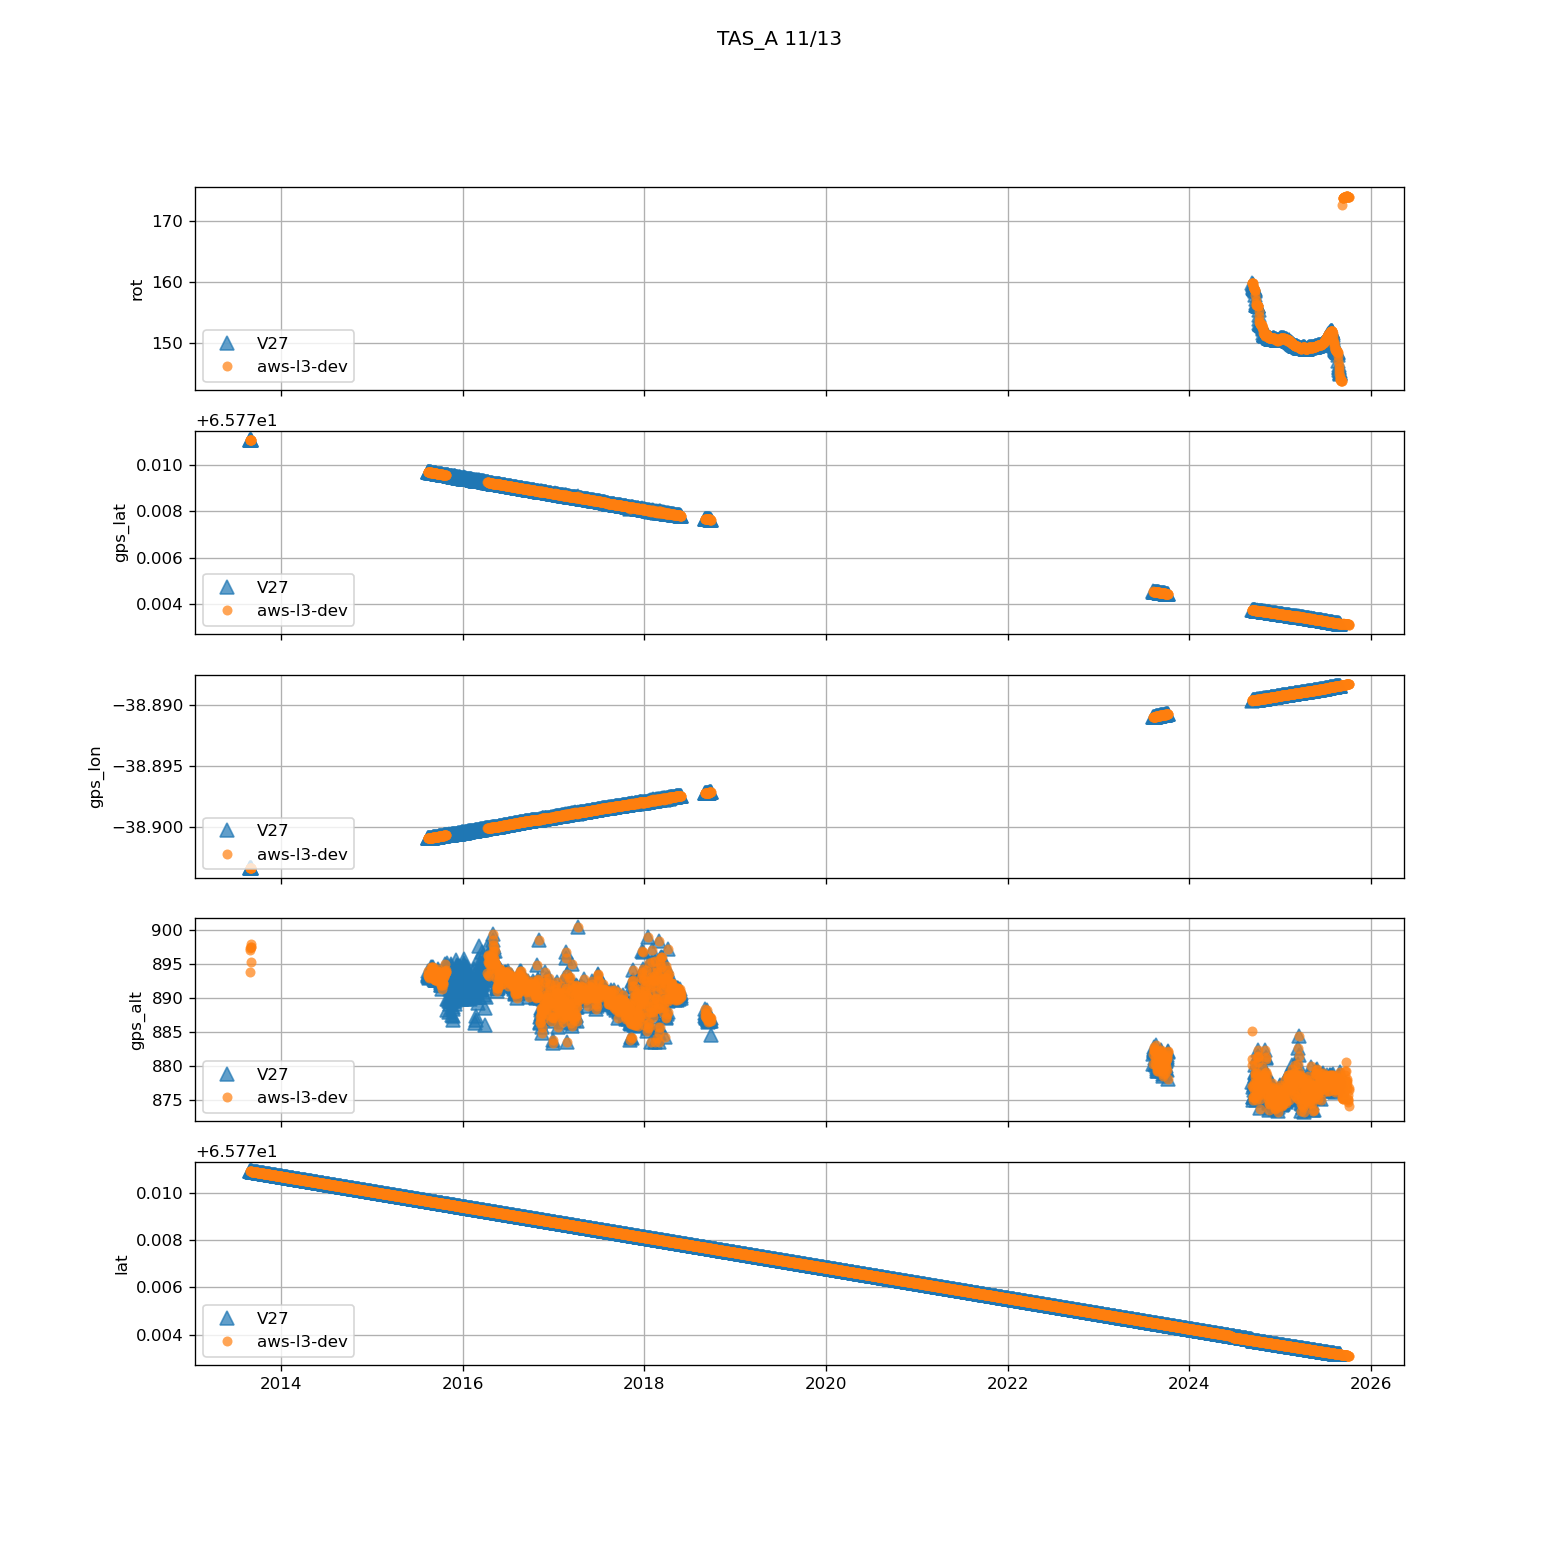 TAS_A 11/13
170
160
150
rot
V27
aws-l3-dev
+6.577e1
0.010
0.008
0.006
0.004
gps_lat
V27
aws-l3-dev
−38.890
−38.895
−38.900
gps_lon
V27
aws-l3-dev
900
895
890
885
880
875
gps_alt
V27
aws-l3-dev
+6.577e1
0.010
0.008
0.006
0.004
lat
V27
aws-l3-dev
2014 2016 2018 2020 2022 2024 2026